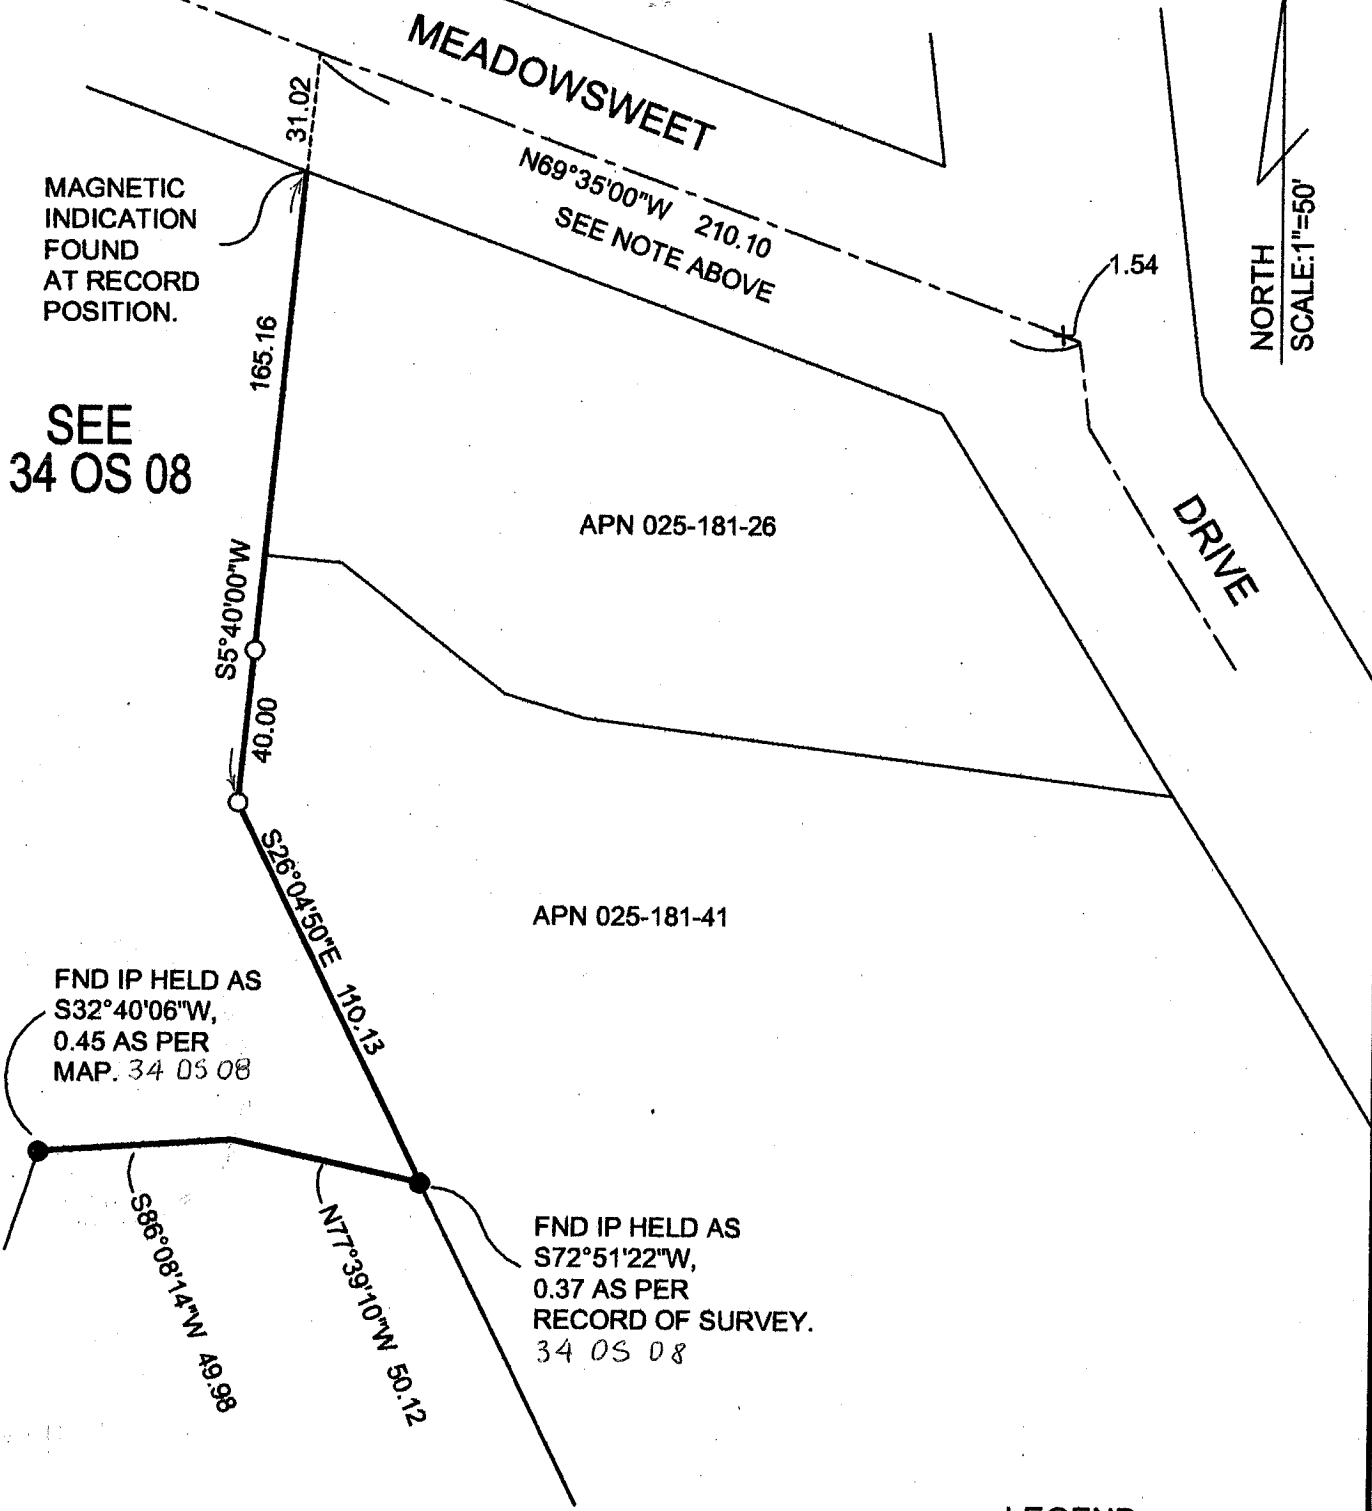 MEADOWSWEET
31.02
N69°35'00"W 210.10
SEE NOTE ABOVE
MAGNETIC
INDICATION
FOUND
AT RECORD
POSITION.
1.54
NORTH
SCALE:1"=50'
165.16
SEE
34 OS 08
APN 025-181-26
DRIVE
S5°40'00"W
40.00
S26°04'50"E 110.13
APN 025-181-41
FND IP HELD AS
S32°40'06"W,
0.45 AS PER
MAP. 34 OS 08
S86°08'14"W 49.98
N77°39'10"W 50.12
FND IP HELD AS
S72°51'22"W,
0.37 AS PER
RECORD OF SURVEY.
34 OS 08